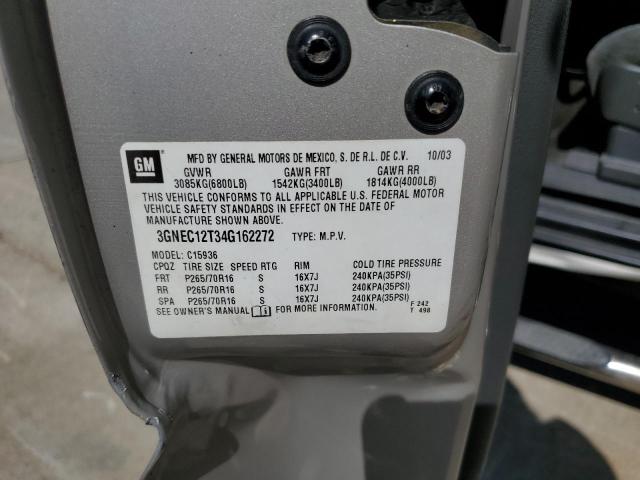 GM
MFD BY GENERAL MOTORS DE MEXICO, S. DE R.L. DE C.V. 10/03
GVWR GAWR FRT GAWR RR
3085KG(6800LB) 1542KG(3400LB) 1814KG(4000LB)
THIS VEHICLE CONFORMS TO ALL APPLICABLE U.S. FEDERAL MOTOR
VEHICLE SAFETY STANDARDS IN EFFECT ON THE DATE OF
MANUFACTURE SHOWN ABOVE.
3GNEC12T34G162272 TYPE: M.P.V.
MODEL: C15936
CPQZ TIRE SIZE SPEED RTG RIM COLD TIRE PRESSURE
FRT P265/70R16 S 16X7J 240KPA(35PSI)
RR P265/70R16 S 16X7J 240KPA(35PSI)
SPA P265/70R16 S 16X7J 240KPA(35PSI)
SEE OWNER'S MANUAL FOR MORE INFORMATION. F 242
T 498